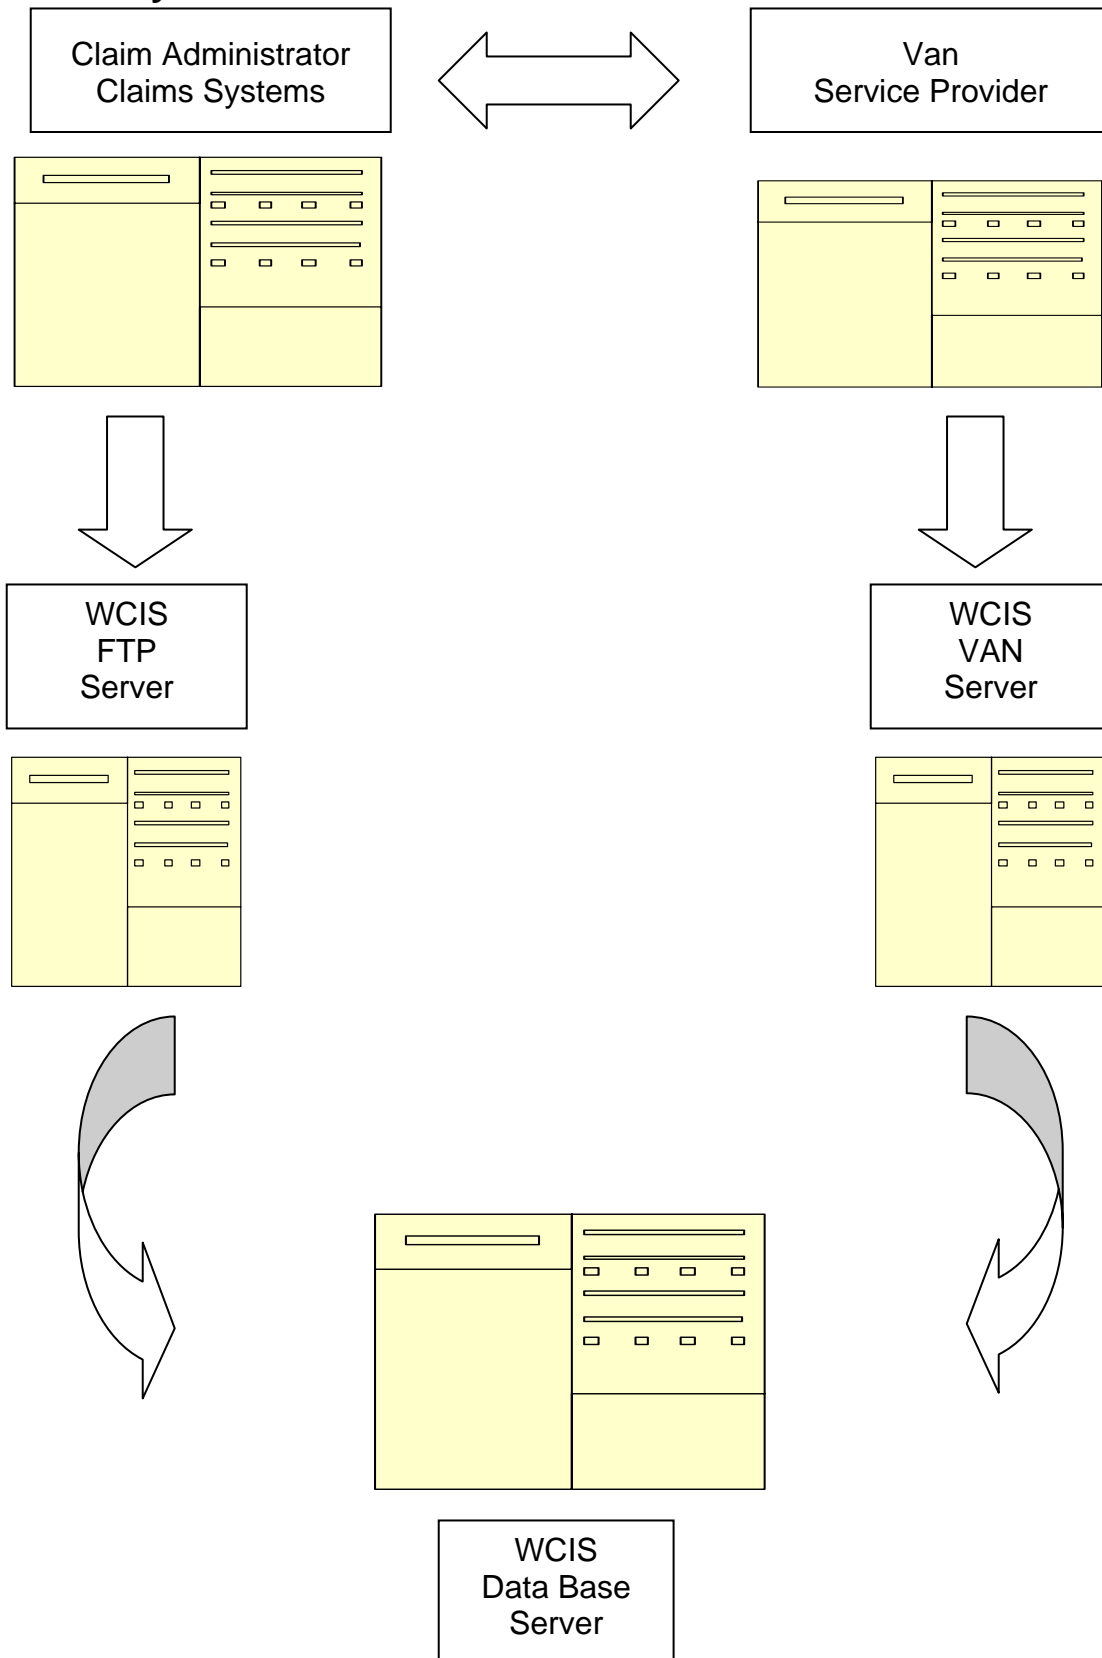 Claim Administrator
Claims Systems
Van
Service Provider
WCIS
FTP
Server
WCIS
VAN
Server
WCIS
Data Base
Server